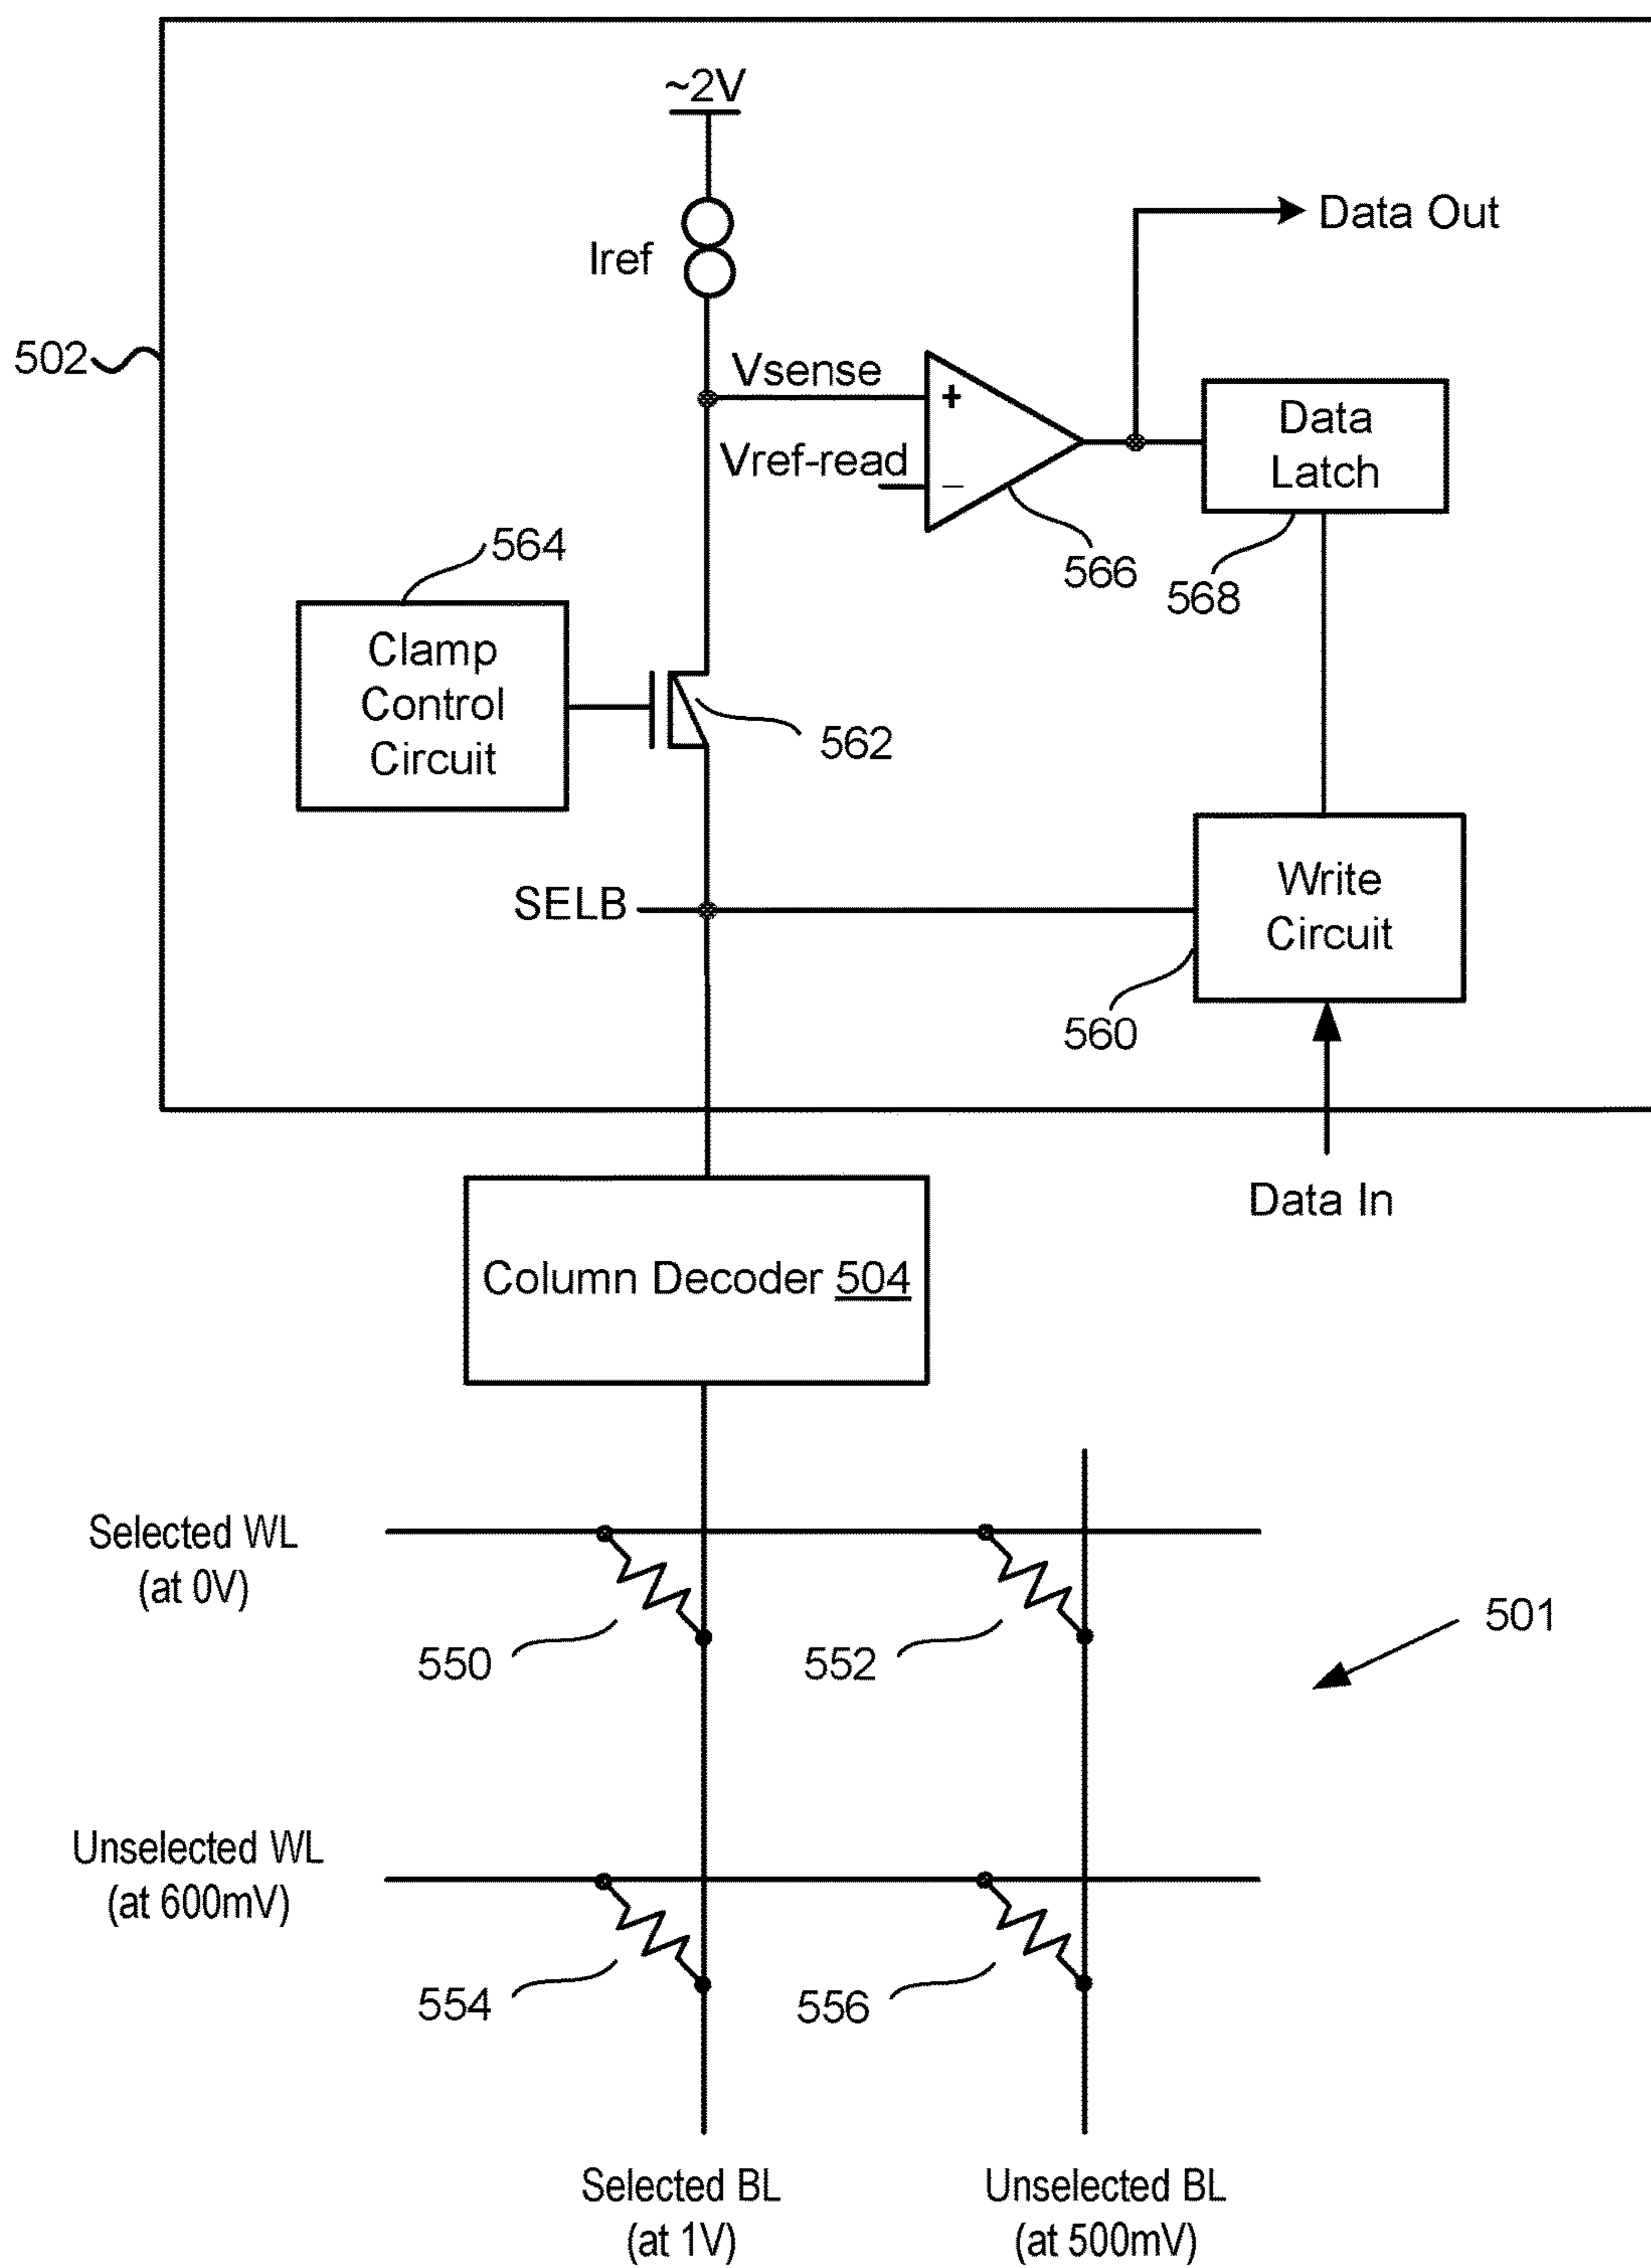 ~2V
Iref
Data Out
502
Vsense
+
Vref-read
–
Data
Latch
564
566
568
Clamp
Control
Circuit
562
SELB
Write
Circuit
560
Data In
Column Decoder 504
Selected WL
(at 0V)
550
552
501
Unselected WL
(at 600mV)
554
556
Selected BL
(at 1V)
Unselected BL
(at 500mV)